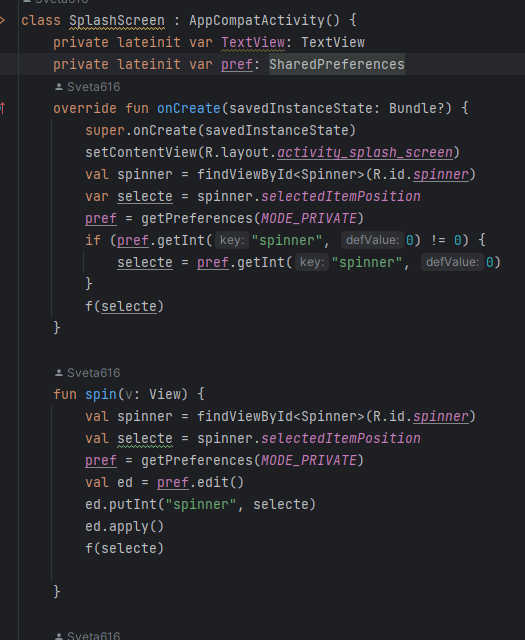 Sveta616
class SplashScreen : AppCompatActivity() {
private lateinit var TextView: TextView
private lateinit var pref: SharedPreferences
Sveta616
override fun onCreate(savedInstanceState: Bundle?) {
super.onCreate(savedInstanceState)
setContentView(R.layout.activity_splash_screen)
val spinner = findViewById<Spinner>(R.id.spinner)
var selecte = spinner.selectedItemPosition
pref = getPreferences(MODE_PRIVATE)
if (pref.getInt( key: "spinner", defValue: 0) != 0) {
selecte = pref.getInt( key: "spinner", defValue: 0)
}
f(selecte)
}
Sveta616
fun spin(v: View) {
val spinner = findViewById<Spinner>(R.id.spinner)
val selecte = spinner.selectedItemPosition
pref = getPreferences(MODE_PRIVATE)
val ed = pref.edit()
ed.putInt("spinner", selecte)
ed.apply()
f(selecte)
}
Sveta616